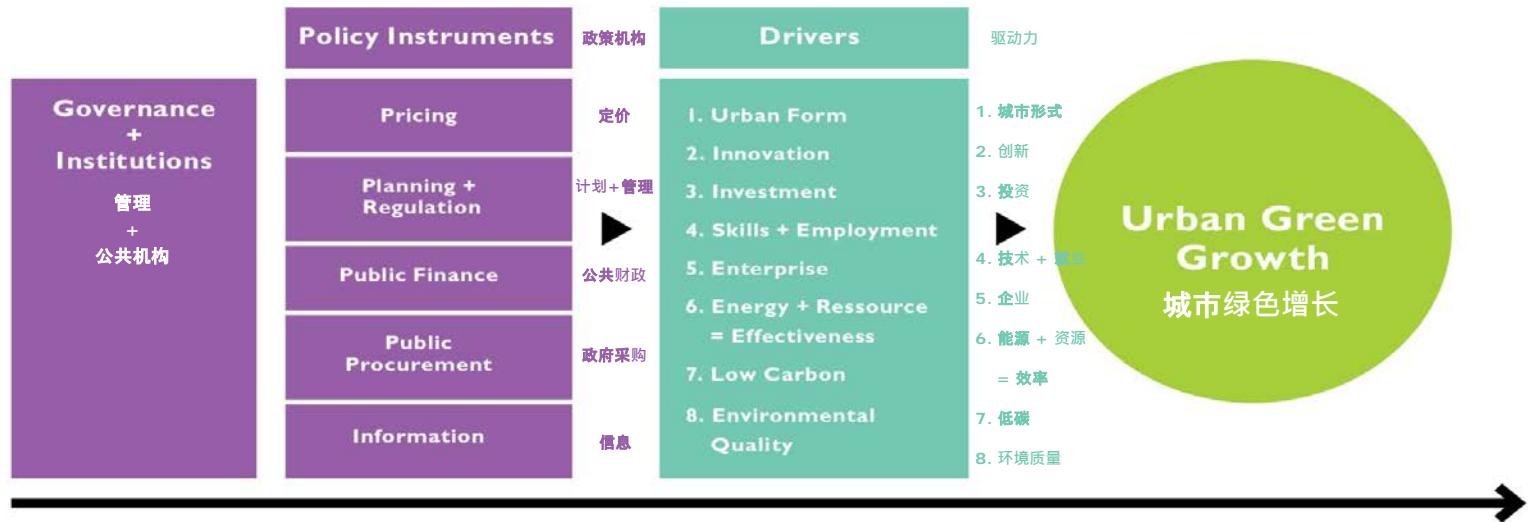 Governance
+
Institutions
管理
+
公共机构
Policy Instruments
政策机构
Pricing
定价
Planning +
Regulation
计划+管理
Public Finance
公共财政
Public
Procurement
政府采购
Information
信息
Drivers
驱动力
1. Urban Form
2. Innovation
3. Investment
4. Skills + Employment
5. Enterprise
6. Energy + Ressource
= Effectiveness
7. Low Carbon
8. Environmental
Quality
1. 城市形式
2. 创新
3. 投资
4. 技术 + 就业
5. 企业
6. 能源 + 资源
= 效率
7. 低碳
8. 环境质量
Urban Green
Growth
城市绿色增长